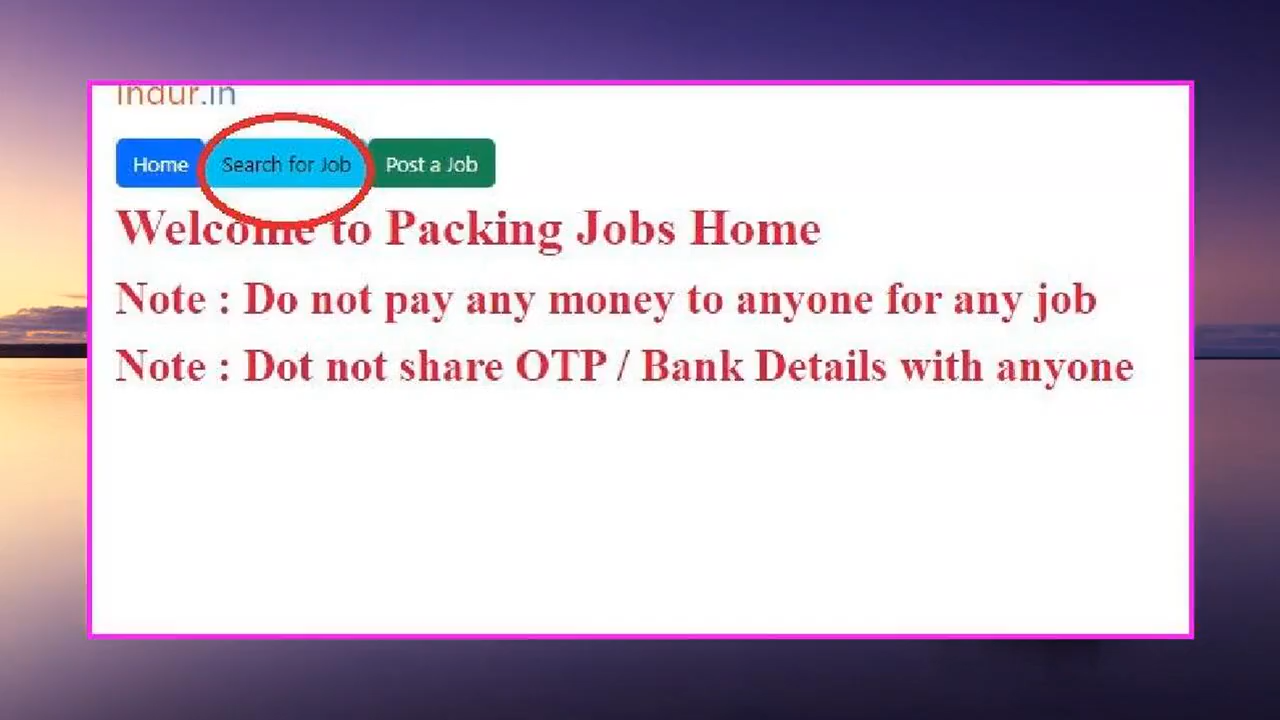 Indur.in
Home Search for Job Post a Job
Welcome to Packing Jobs Home
Note : Do not pay any money to anyone for any job
Note : Dot not share OTP / Bank Details with anyone